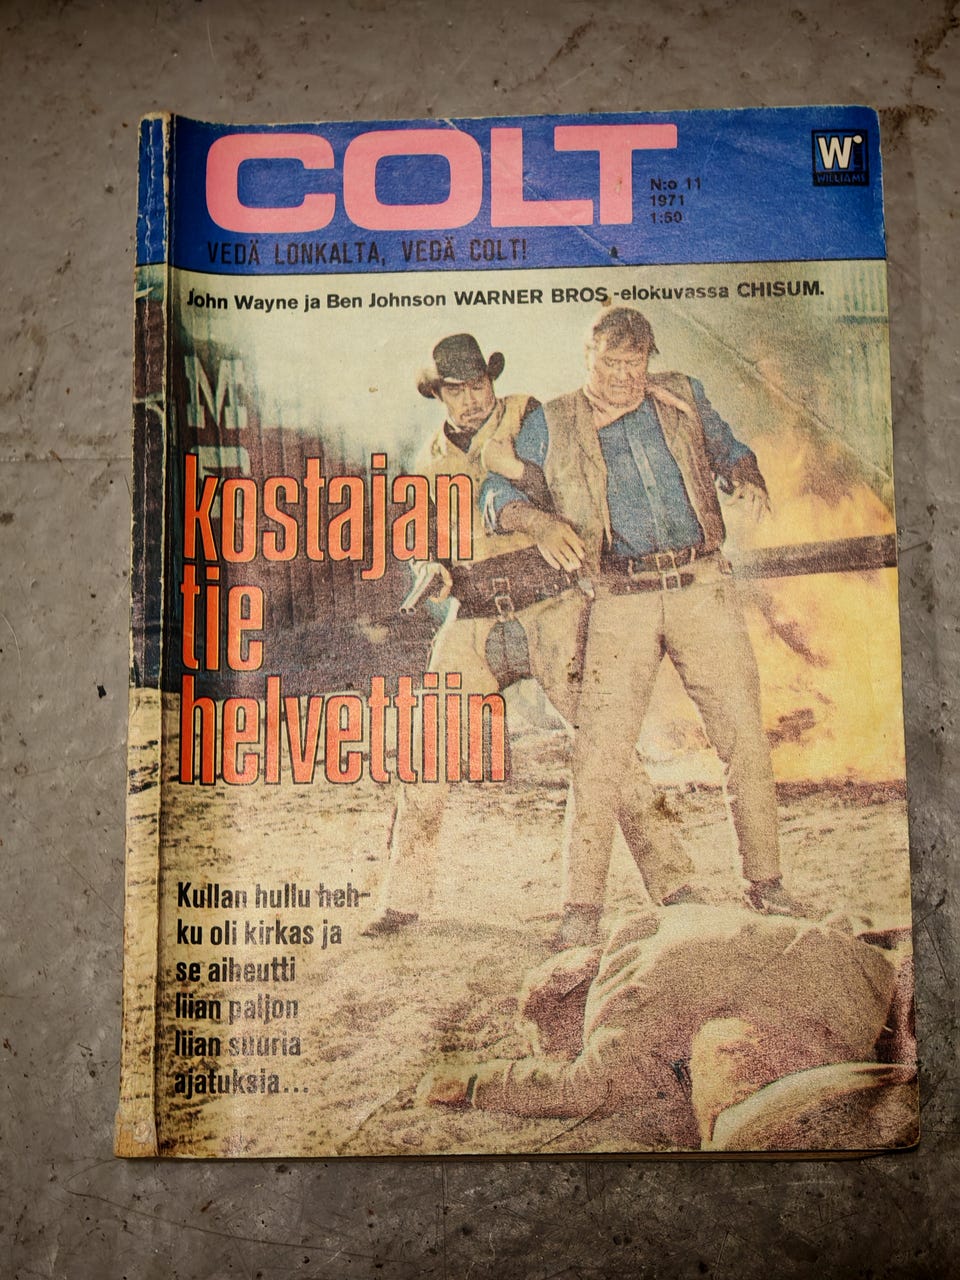 COLT
N:o 11
1971
1:50
W
WILLIAMS
VEDÄ LONKALTA, VEDÄ COLT!
John Wayne ja Ben Johnson WARNER BROS.-elokuvassa CHISUM.
M
kostajan
tie
helvettiin
Kullan hullu heh-
ku oli kirkas ja
se aiheutti
liian paljon
liian suuria
ajatuksia...